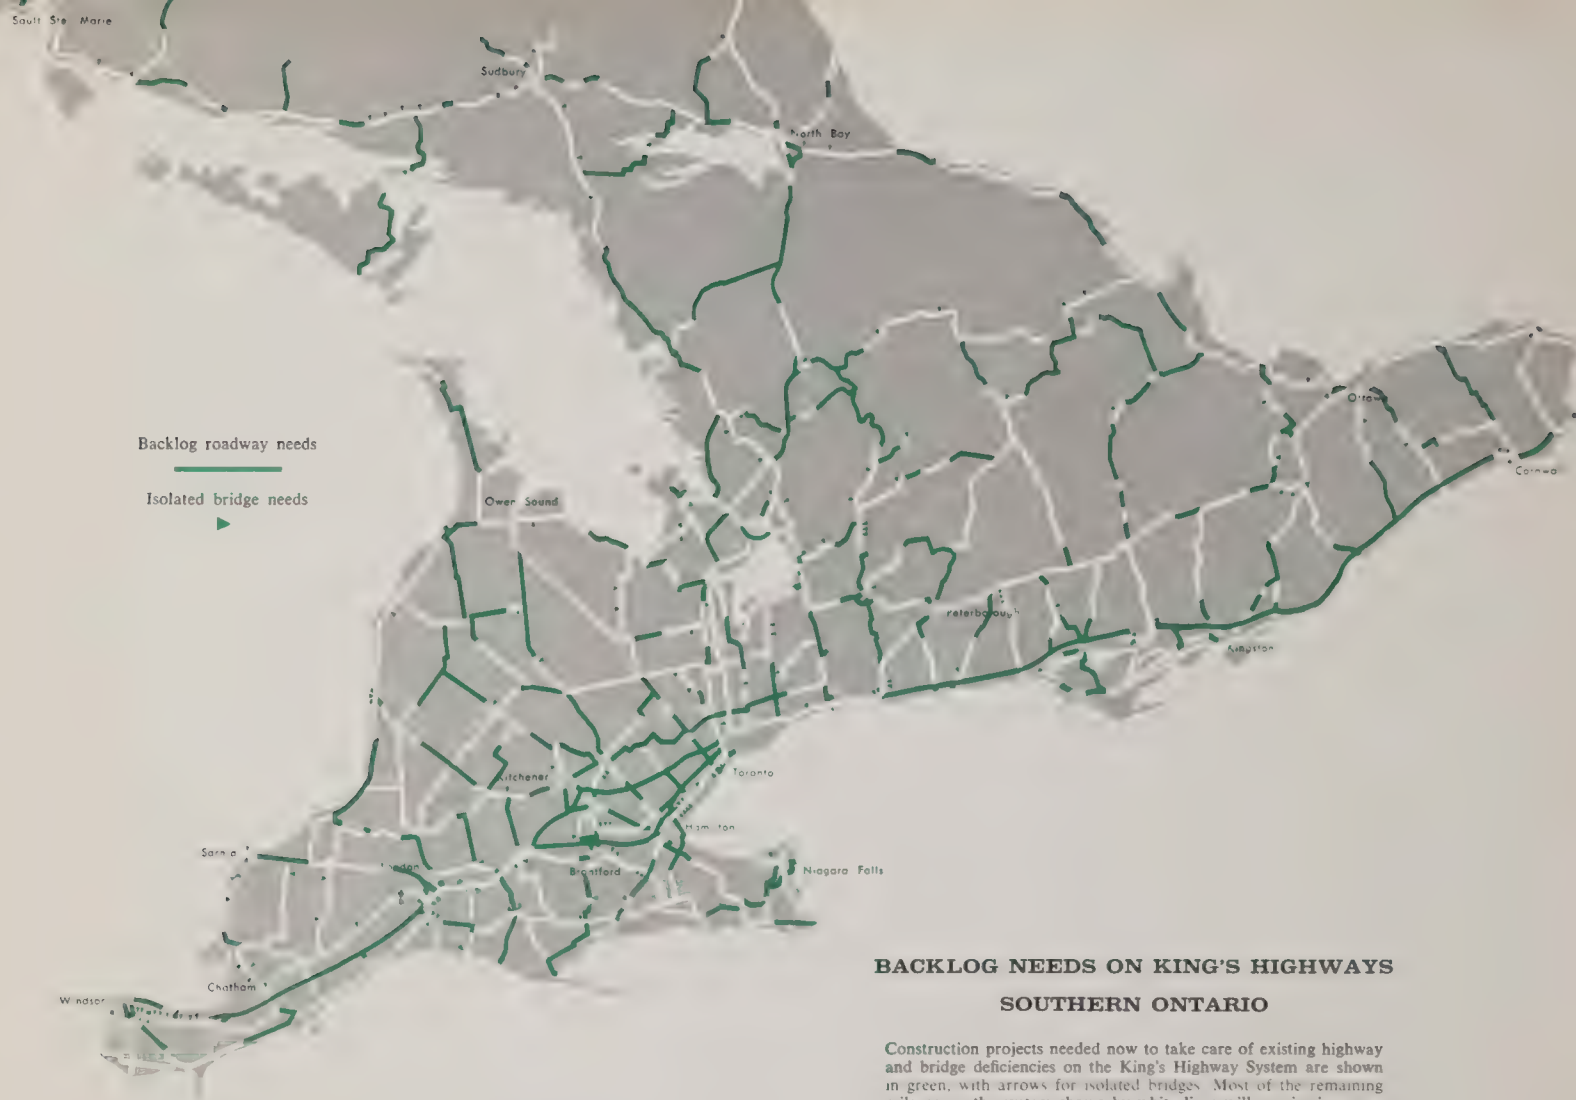 Sault Ste Marie
Sudbury
North Bay
Backlog roadway needs
Isolated bridge needs
Owen Sound
Ottawa
Cornwa
Peterborough
Kingston
Kitchener
Toronto
Hamilton
Sarnia
London
Brantford
Niagara Falls
Chatham
Windsor
BACKLOG NEEDS ON KING'S HIGHWAYS
SOUTHERN ONTARIO
Construction projects needed now to take care of existing highway
and bridge deficiencies on the King's Highway System are shown
in green, with arrows for isolated bridges. Most of the remaining